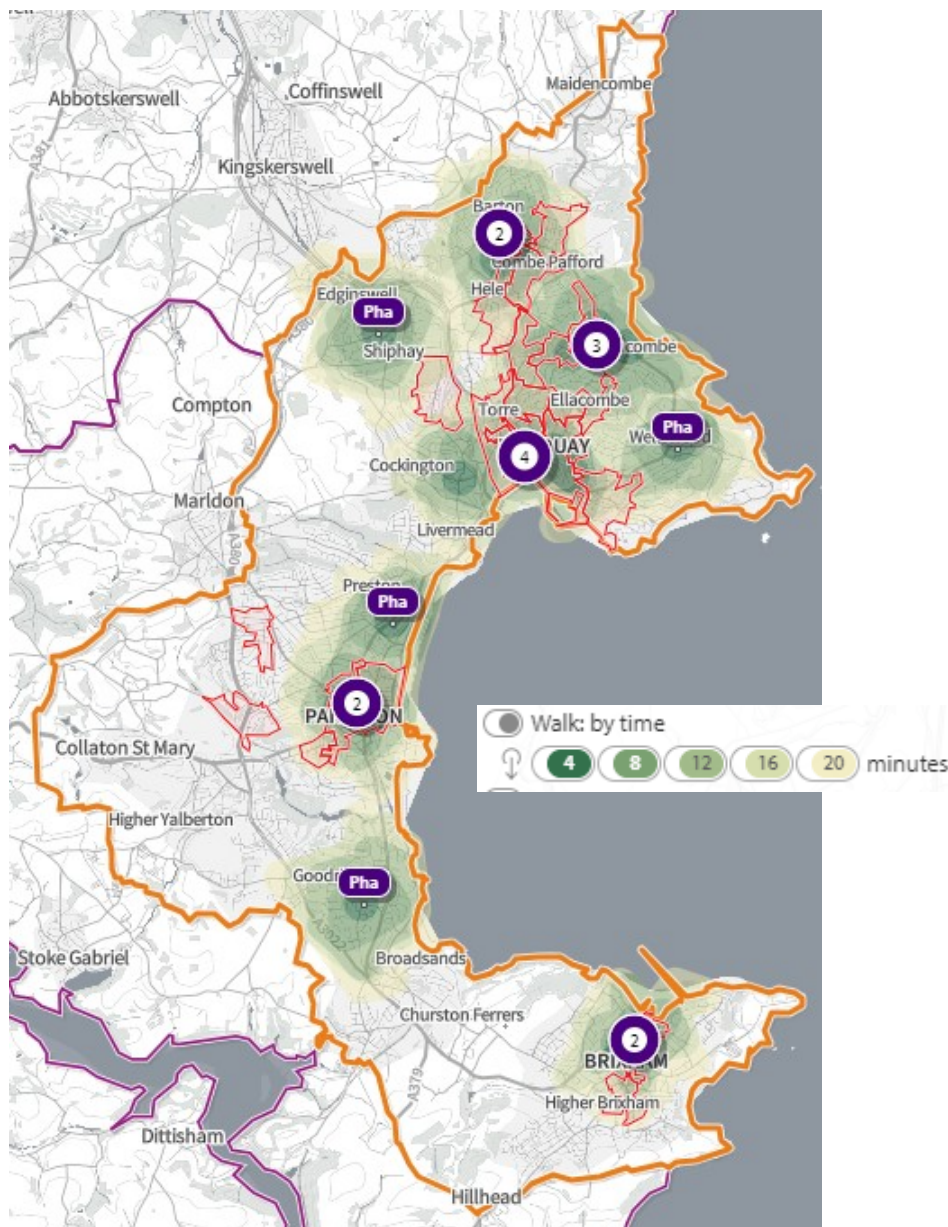 Maidencombe
Coffinswell
Abbotskerswell
A381
Kingskerswell
Barton
2
Combe Pafford
Hele
Edginswell
Pha
A380
Shiphay
3
combe
Compton
Torre
Ellacombe
Pha
4
QUAY
Cockington
Marldon
Livermead
A380
Preston
Pha
2
Collaton St Mary
Walk: by time
4 8 12 16 20 minutes
Higher Yalberton
Pha
A3022
Stoke Gabriel
Broadsands
Churston Ferrers
2
A379
Higher Brixham
Dittisham
Hillhead